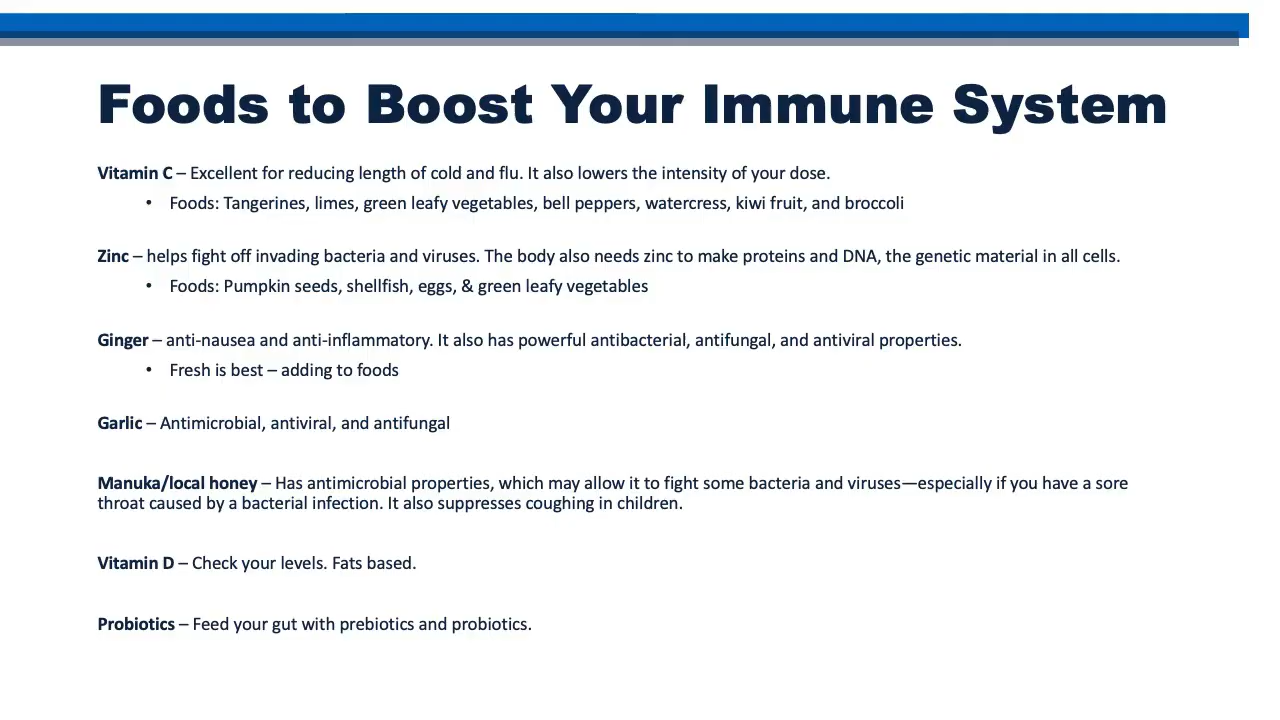 Foods to Boost Your Immune System
Vitamin C – Excellent for reducing length of cold and flu. It also lowers the intensity of your dose.
• Foods: Tangerines, limes, green leafy vegetables, bell peppers, watercress, kiwi fruit, and broccoli
Zinc – helps fight off invading bacteria and viruses. The body also needs zinc to make proteins and DNA, the genetic material in all cells.
• Foods: Pumpkin seeds, shellfish, eggs, & green leafy vegetables
Ginger – anti-nausea and anti-inflammatory. It also has powerful antibacterial, antifungal, and antiviral properties.
• Fresh is best – adding to foods
Garlic – Antimicrobial, antiviral, and antifungal
Manuka/local honey – Has antimicrobial properties, which may allow it to fight some bacteria and viruses—especially if you have a sore
throat caused by a bacterial infection. It also suppresses coughing in children.
Vitamin D – Check your levels. Fats based.
Probiotics – Feed your gut with prebiotics and probiotics.